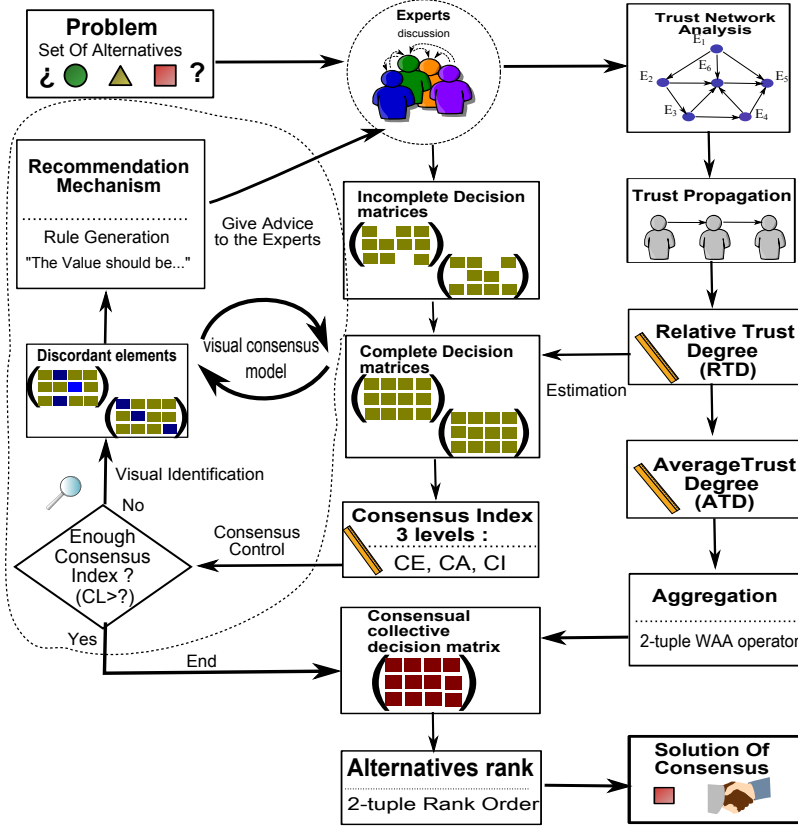 Problem
Set Of Alternatives
¿ ?
Experts
discussion
Trust Network
Analysis
E1
E6
E2
E5
E3
E4
Recommendation
Mechanism
Rule Generation
"The Value should be..."
Give Advice
to the Experts
Incomplete Decision
matrices
Trust Propagation
Discordant elements
visual consensus
model
Complete Decision
matrices
Estimation
Relative Trust
Degree
(RTD)
Visual Identification
No
Enough
Consensus
Index ?
(CL>?)
Consensus
Control
Consensus Index
3 levels :
CE, CA, CI
AverageTrust
Degree
(ATD)
Yes
End
Consensual
collective
decision matrix
Aggregation
2-tuple WAA operator
Alternatives rank
2-tuple Rank Order
Solution Of
Consensus